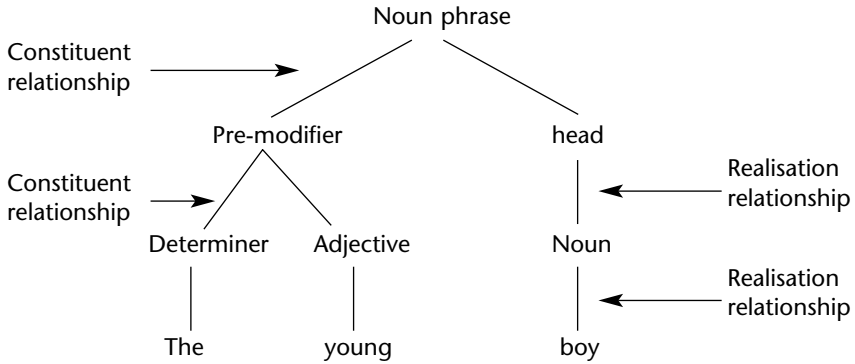 Noun phrase
Constituent
relationship
Pre-modifier
head
Constituent
relationship
Realisation
relationship
Determiner
Adjective
Noun
Realisation
relationship
The
young
boy